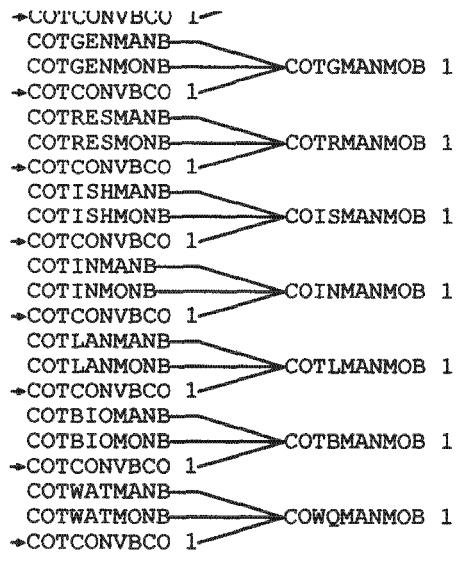 COTCONVBCO 1
COTGENMANB
COTGENMONB COTGMANMOB 1
COTCONVBCO 1
COTRESMANB
COTRESMONB COTRMANMOB 1
COTCONVBCO 1
COTISHMANB
COTISHMONB COISMANMOB 1
COTCONVBCO 1
COTINMANB
COTINMONB COINMANMOB 1
COTCONVBCO 1
COTLANMANB
COTLANMONB COTLMANMOB 1
COTCONVBCO 1
COTBIOMANB
COTBIOMONB COTBMANMOB 1
COTCONVBCO 1
COTWATMANB
COTWATMONB COWQMANMOB 1
COTCONVBCO 1